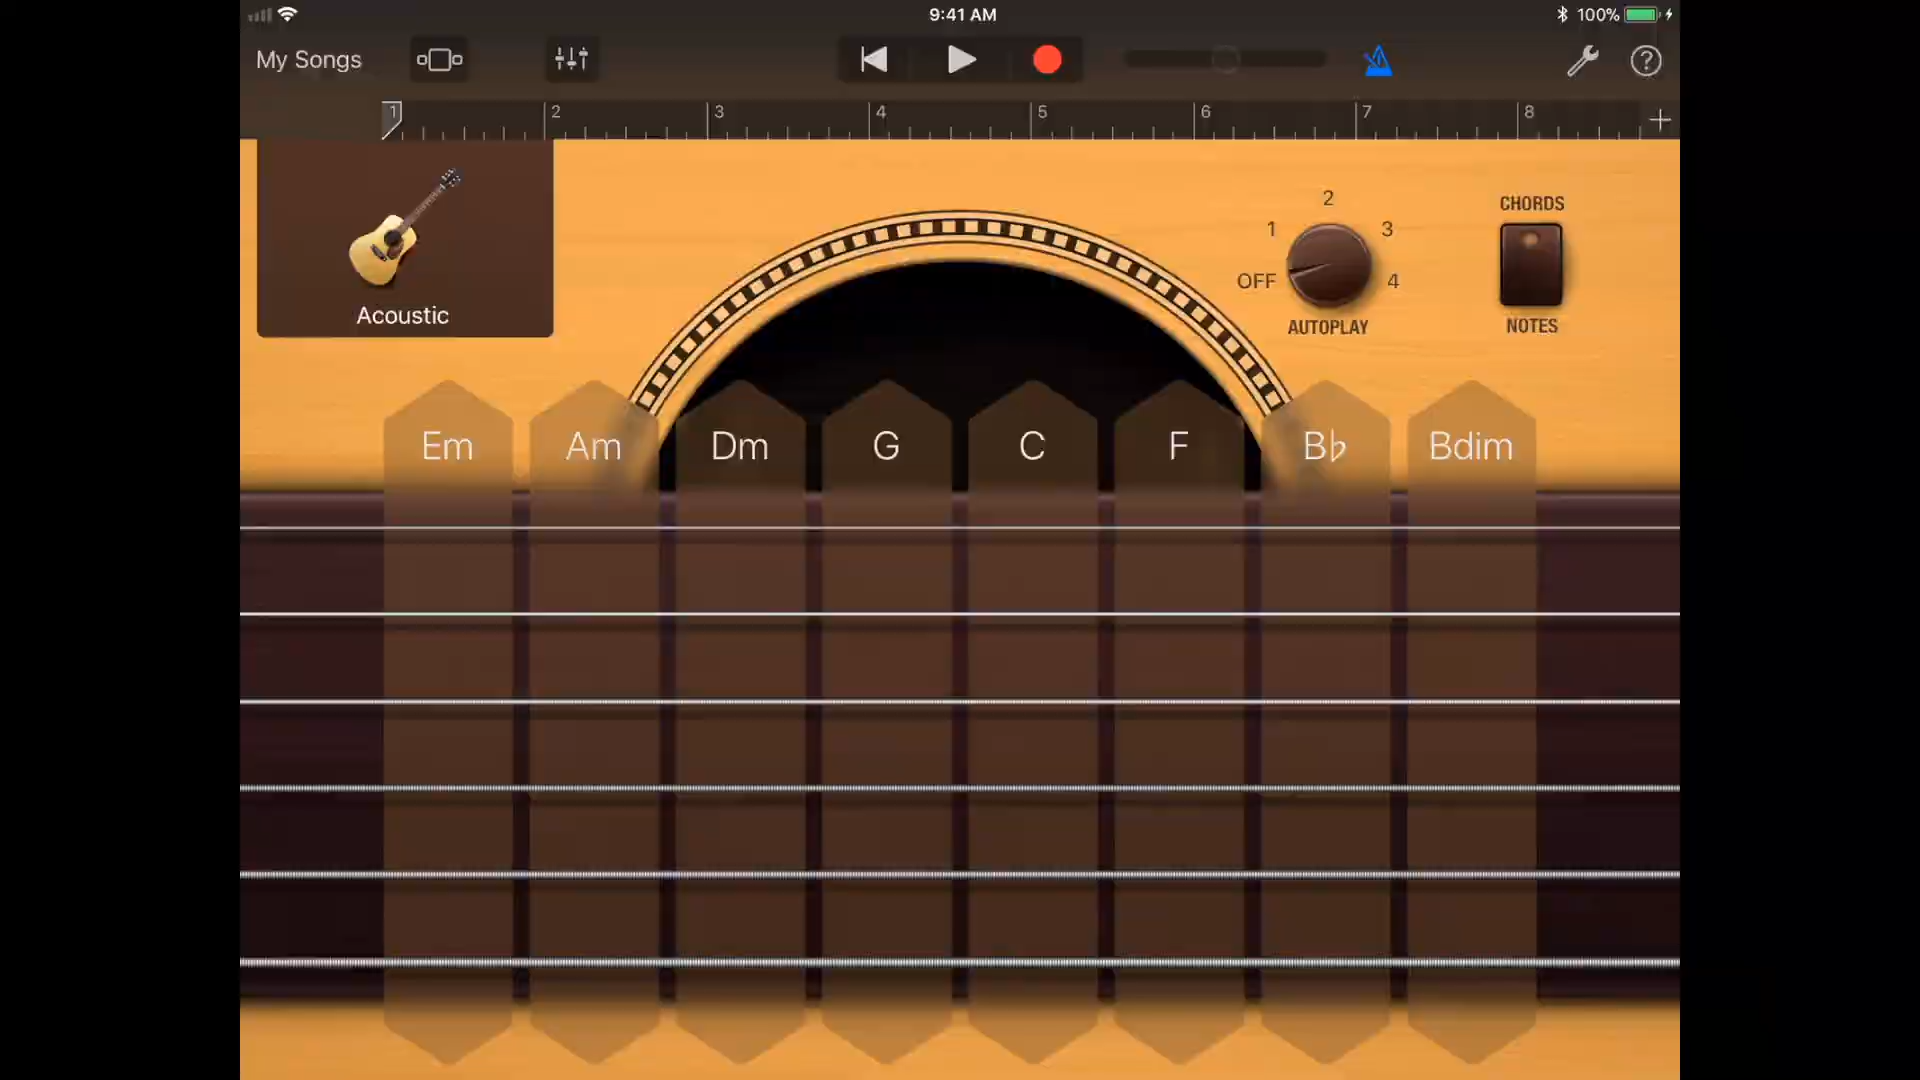 9:41 AM
100%
My Songs
1 2 3 4 5 6 7 8
Acoustic
2
1 3
OFF 4
AUTOPLAY
CHORDS
NOTES
Em Am Dm G C F B♭ Bdim